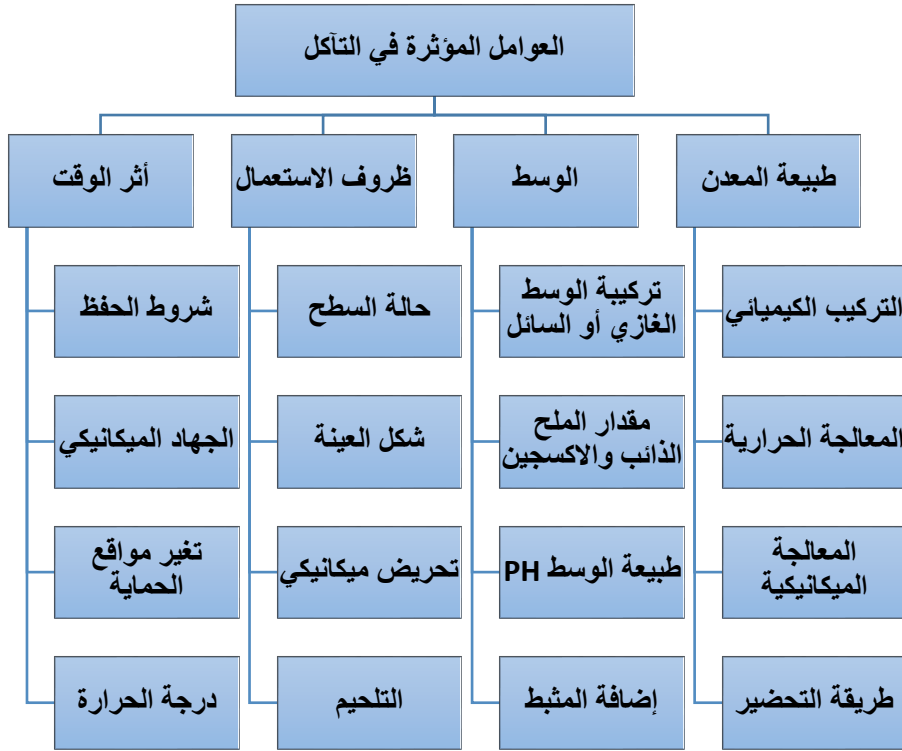 العوامل المؤثرة في التآكل
طبيعة المعدن
الوسط
ظروف الاستعمال
أثر الوقت
التركيب الكيميائي
تركيبة الوسط
الغازي أو السائل
حالة السطح
شروط الحفظ
المعالجة الحرارية
مقدار الملح
الذائب والاكسجين
شكل العينة
الجهاد الميكانيكي
المعالجة
الميكانيكية
طبيعة الوسط PH
تحريض ميكانيكي
تغير مواقع
الحماية
طريقة التحضير
إضافة المثبط
التلحيم
درجة الحرارة